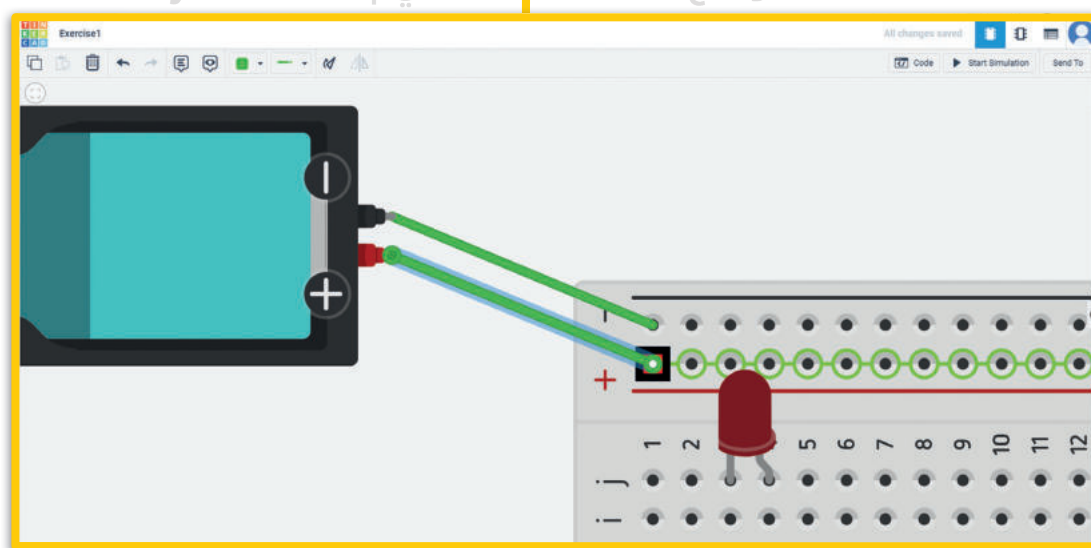 TIN
KER
CAD
Exercise1
All changes saved
Code
Start Simulation
Send To
−
+
1 2 5 6 7 8 9 10 11 12
j
i